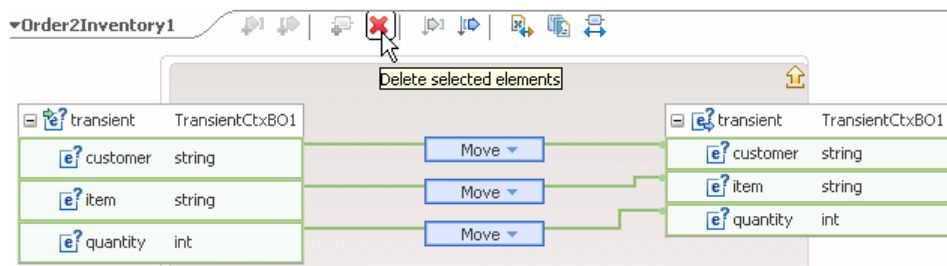 Order2Inventory1
Delete selected elements
transient TransientCtxBO1
customer string
item string
quantity int
Move
Move
Move
transient TransientCtxBO1
customer string
item string
quantity int